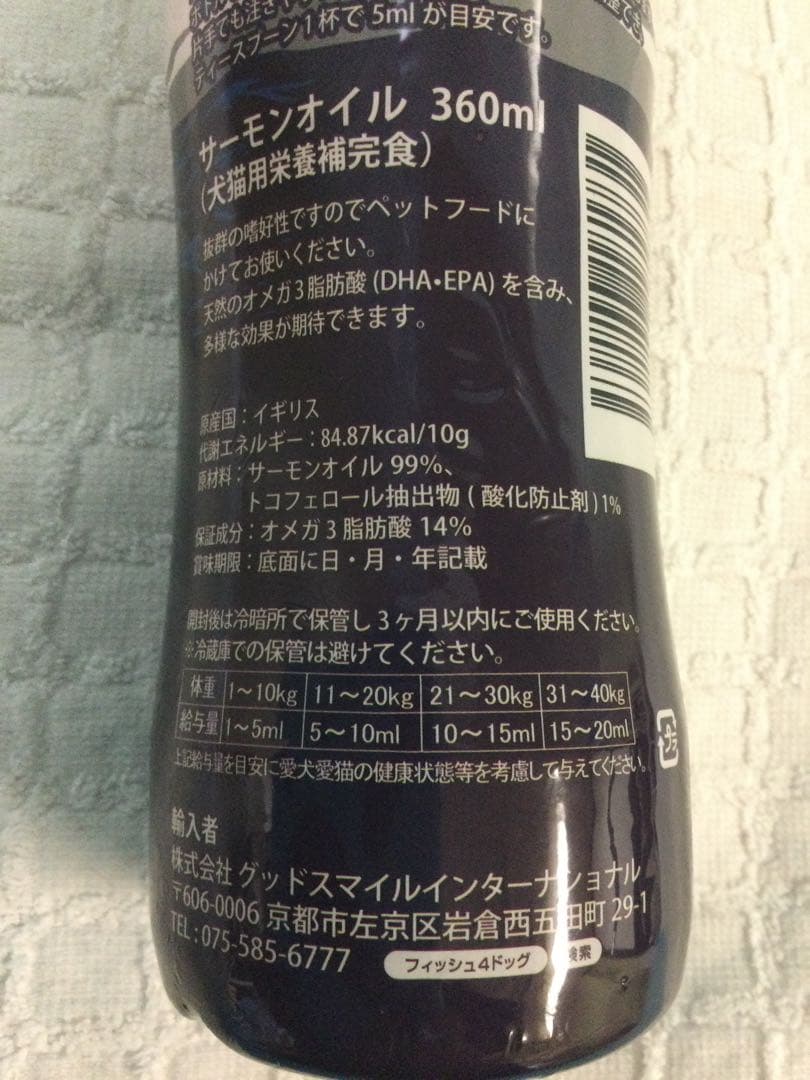 片手でも注ぎや
ティースプーン1杯で5mlが目安です。
サーモンオイル 360ml
(犬猫用栄養補完食)
抜群の嗜好性ですのでペットフードに
かけてお使いください。
天然のオメガ3脂肪酸(DHA・EPA)を含み、
多様な効果が期待できます。
原産国:イギリス
代謝エネルギー:84.87kcal/10g
原材料:サーモンオイル 99%、
トコフェロール抽出物(酸化防止剤)1%
保証成分:オメガ3脂肪酸 14%
賞味期限:底面に日・月・年記載
開封後は冷暗所で保管し3ヶ月以内にご使用ください。
※冷蔵庫での保管は避けてください。
体重 1〜10kg 11〜20kg 21〜30kg 31〜40kg
給与量 1〜5ml 5〜10ml 10〜15ml 15〜20ml
上記給与量を目安に愛犬愛猫の健康状態等を考慮して与えてください。
プラ
輸入者
株式会社 グッドスマイルインターナショナル
〒606-0006 京都市左京区岩倉西五田町 29-1
TEL:075-585-6777 フィッシュ4ドッグ 検索